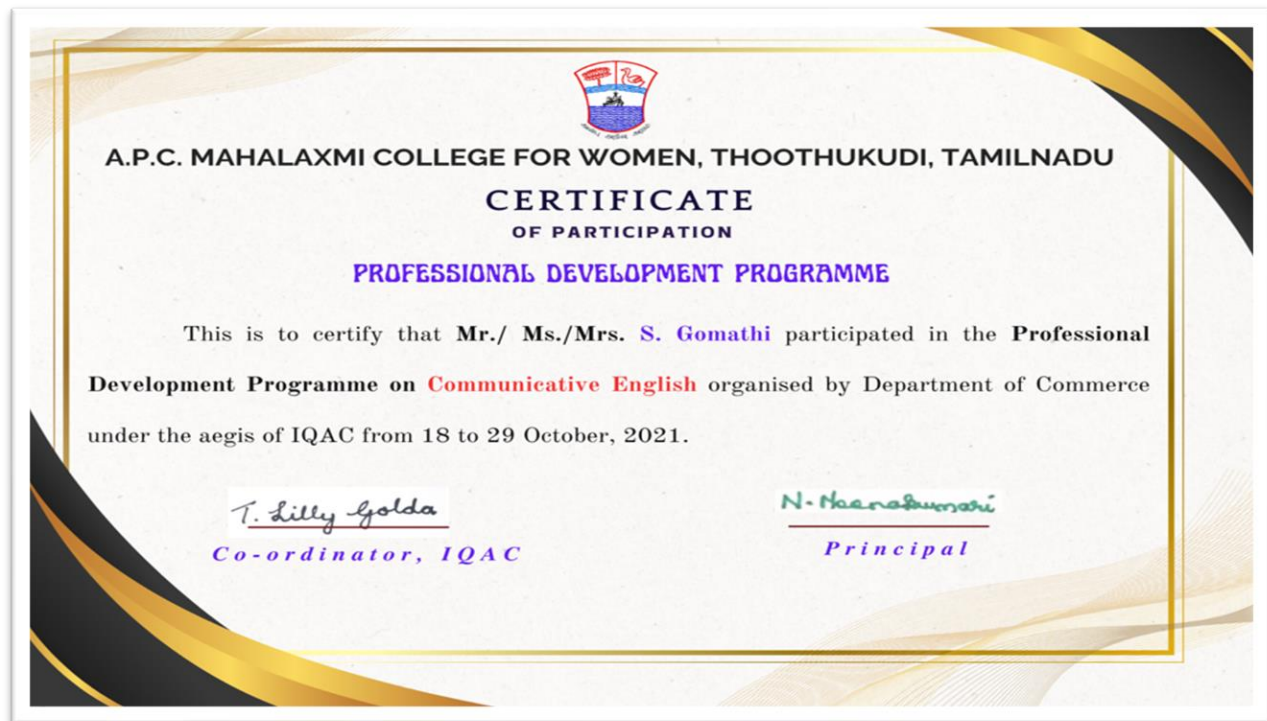 A.P.C. MAHALAXMI COLLEGE FOR WOMEN, THOOTHUKUDI, TAMILNADU
CERTIFICATE
OF PARTICIPATION
PROFESSIONAL DEVELOPMENT PROGRAMME
This is to certify that Mr./ Ms./Mrs. S. Gomathi participated in the Professional
Development Programme on Communicative English organised by Department of Commerce
under the aegis of IQAC from 18 to 29 October, 2021.
T. Lilly Golda
N. Meenakumari
Co-ordinator, IQAC
Principal